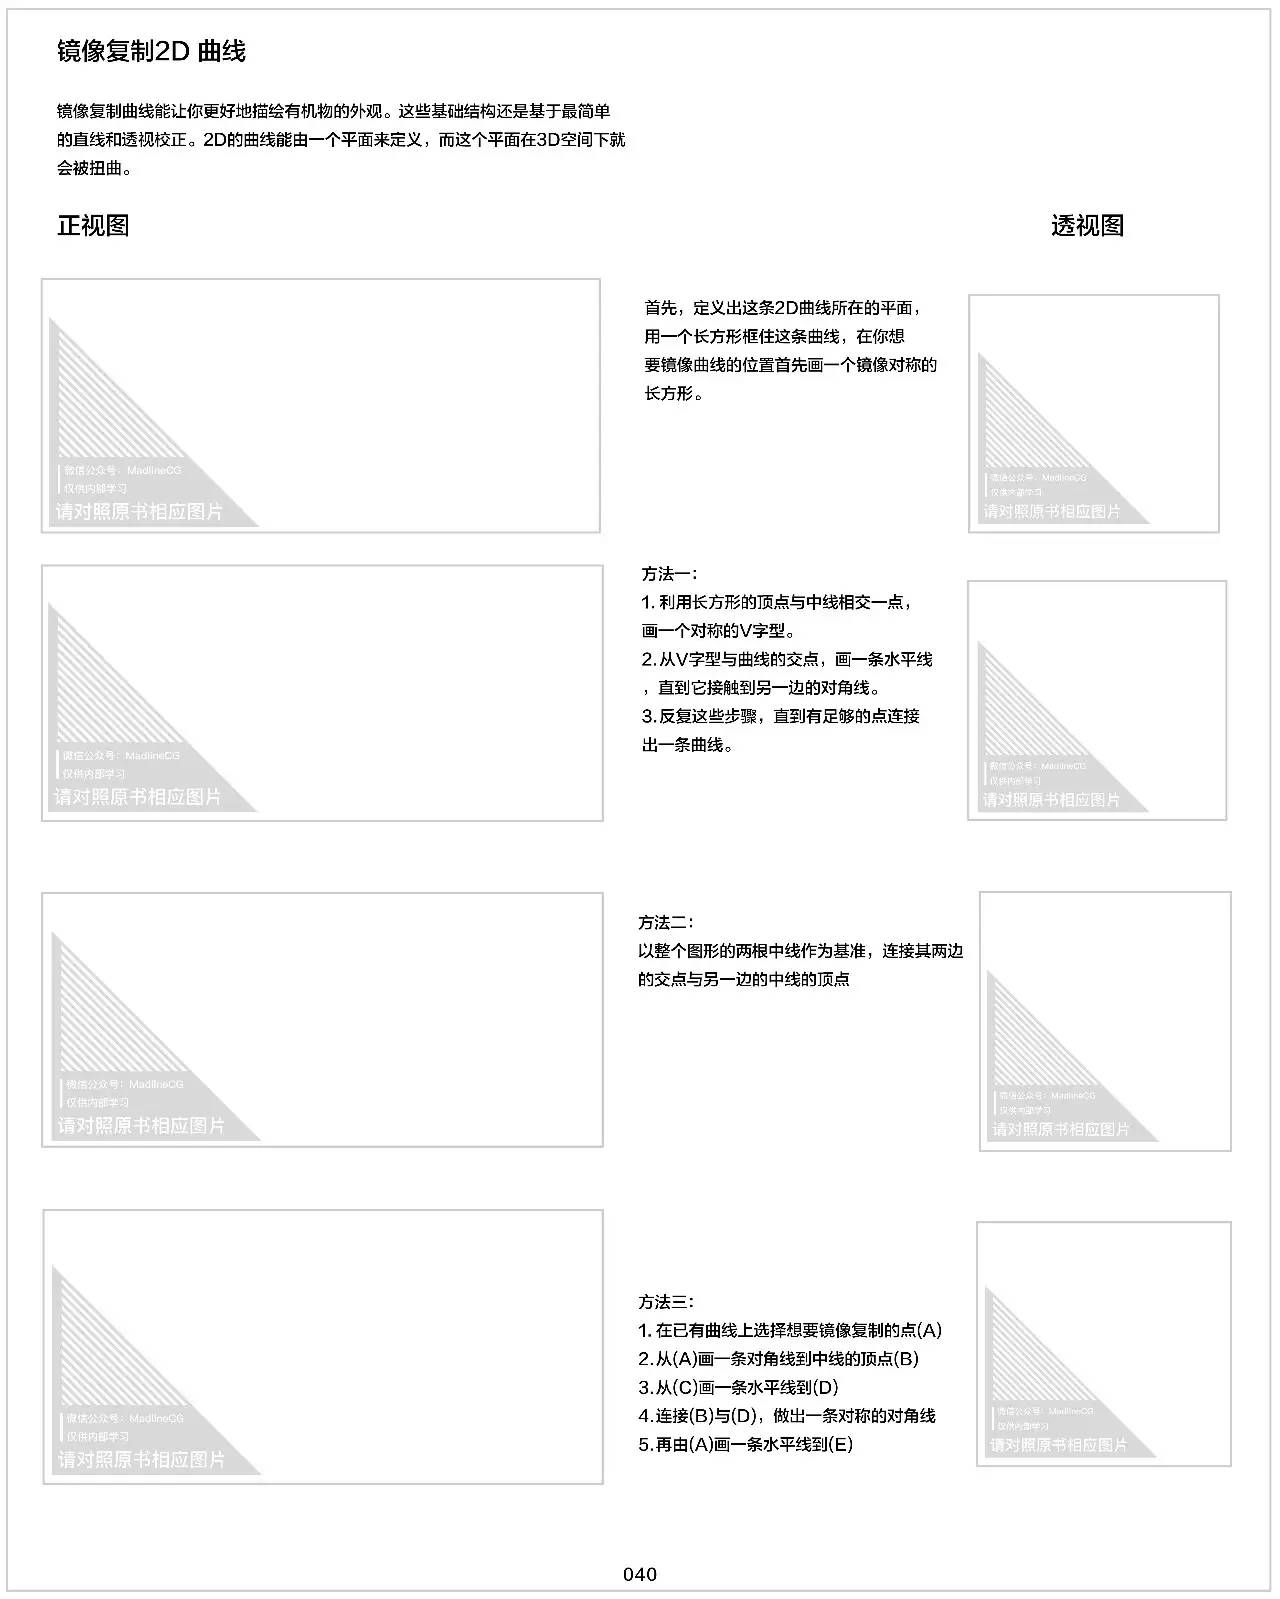 镜像复制2D 曲线
镜像复制曲线能让你更好地描绘有机物的外观。这些基础结构还是基于最简单
的直线和透视校正。2D的曲线能由一个平面来定义，而这个平面在3D空间下就
会被扭曲。
正视图
透视图
微信公众号：MadlineCG
仅供内部学习
请对照原书相应图片
首先，定义出这条2D曲线所在的平面，
用一个长方形框住这条曲线，在你想
要镜像曲线的位置首先画一个镜像对称的
长方形。
微信公众号：MadlineCG
仅供内部学习
请对照原书相应图片
微信公众号：MadlineCG
仅供内部学习
请对照原书相应图片
方法一：
1. 利用长方形的顶点与中线相交一点，
画一个对称的V字型。
2.从V字型与曲线的交点，画一条水平线
，直到它接触到另一边的对角线。
3.反复这些步骤，直到有足够的点连接
出一条曲线。
微信公众号：MadlineCG
仅供内部学习
请对照原书相应图片
微信公众号：MadlineCG
仅供内部学习
请对照原书相应图片
方法二：
以整个图形的两根中线作为基准，连接其两边
的交点与另一边的中线的顶点
微信公众号：MadlineCG
仅供内部学习
请对照原书相应图片
微信公众号：MadlineCG
仅供内部学习
请对照原书相应图片
方法三：
1. 在已有曲线上选择想要镜像复制的点(A)
2.从(A)画一条对角线到中线的顶点(B)
3.从(C)画一条水平线到(D)
4.连接(B)与(D)，做出一条对称的对角线
5.再由(A)画一条水平线到(E)
微信公众号：MadlineCG
仅供内部学习
请对照原书相应图片
040